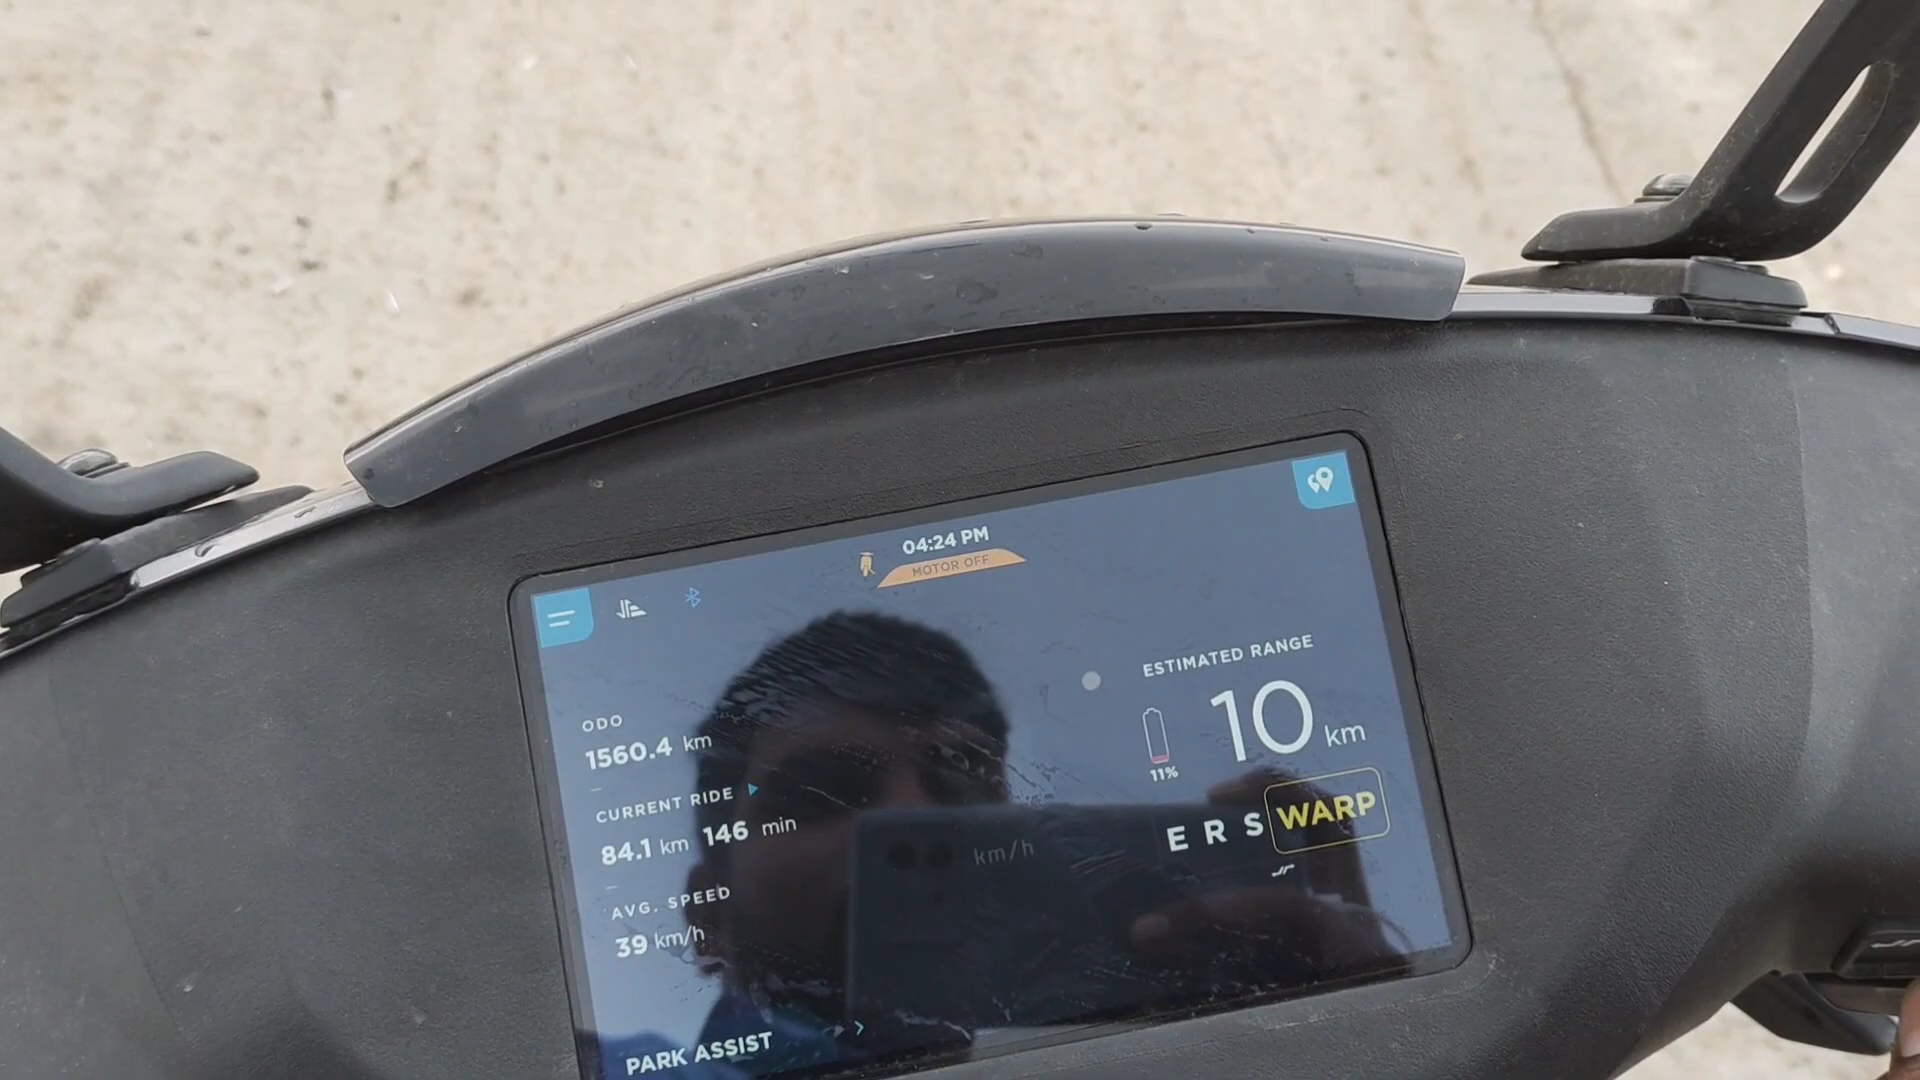 04:24 PM
MOTOR OFF
ODO
1560.4 km
CURRENT RIDE
84.1 km 146 min
AVG. SPEED
39 km/h
PARK ASSIST
km/h
ESTIMATED RANGE
10 km
11%
E R S WARP